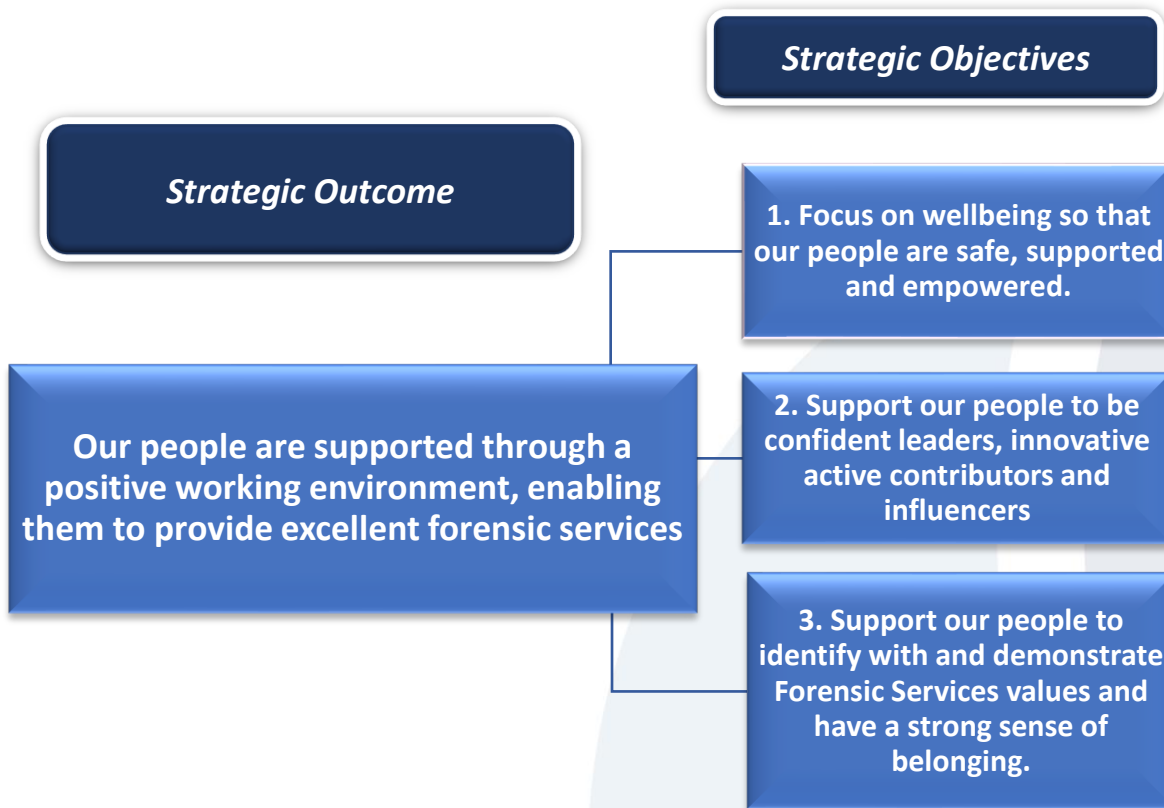 Strategic Objectives
Strategic Outcome
1. Focus on wellbeing so that
our people are safe, supported
and empowered.
Our people are supported through a
positive working environment, enabling
them to provide excellent forensic services
2. Support our people to be
confident leaders, innovative
active contributors and
influencers
3. Support our people to
identify with and demonstrate
Forensic Services values and
have a strong sense of
belonging.